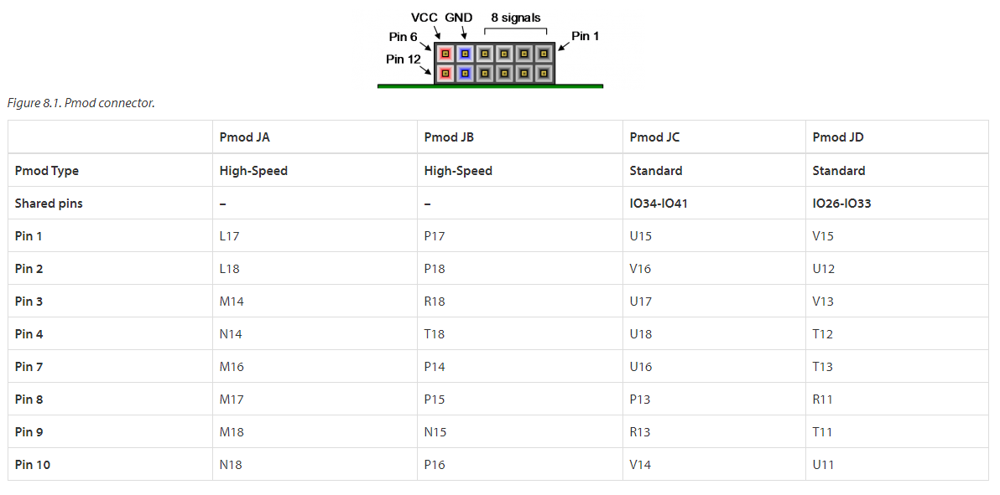 VCC GND 8 signals
Pin 6 Pin 1
Pin 12
Figure 8.1. Pmod connector.
Pmod JA Pmod JB Pmod JC Pmod JD
Pmod Type High-Speed High-Speed Standard Standard
Shared pins – – IO34-IO41 IO26-IO33
Pin 1 L17 P17 U15 V15
Pin 2 L18 P18 V16 U12
Pin 3 M14 R18 U17 V13
Pin 4 N14 T18 U18 T12
Pin 7 M16 P14 U16 T13
Pin 8 M17 P15 P13 R11
Pin 9 M18 N15 R13 T11
Pin 10 N18 P16 V14 U11